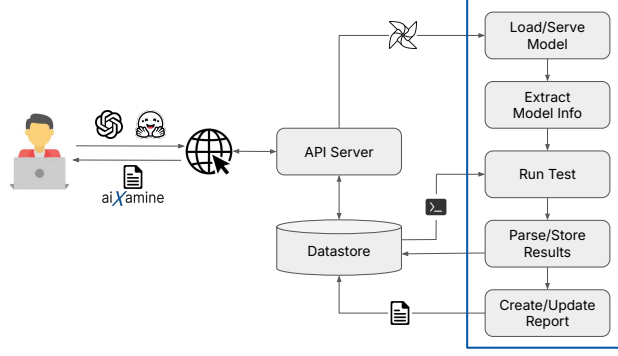 Load/Serve
Model
Extract
Model Info
API Server
Run Test
aiXamine
>_
Datastore
Parse/Store
Results
Create/Update
Report